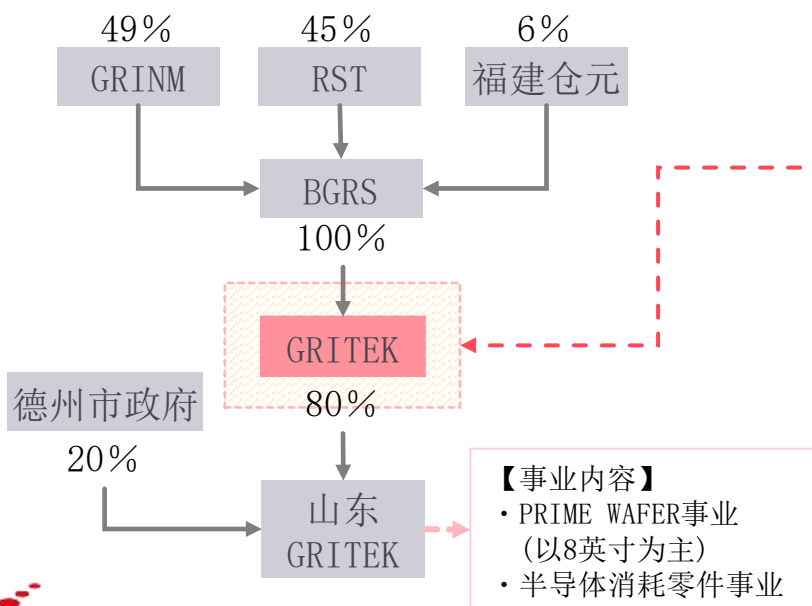 49％
45％
6％
GRINM
RST
福建仓元
BGRS
100％
GRITEK
80％
德州市政府
20％
山东
GRITEK
【事业内容】
・PRIME WAFER事业
(以8英寸为主)
・半导体消耗零件事业